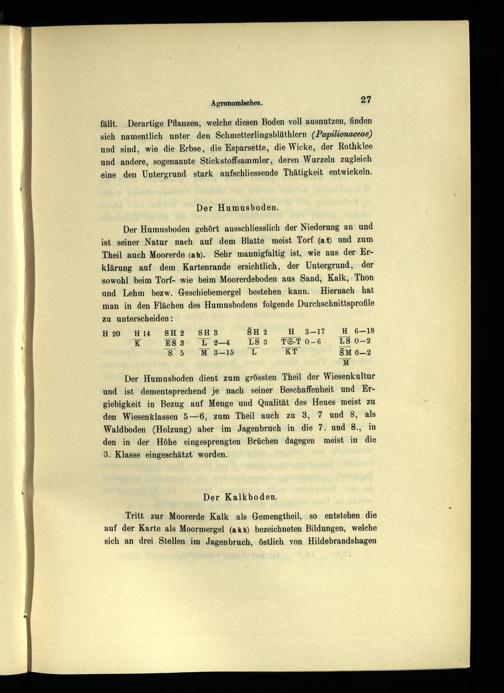 Agronomisches. 27
fällt. Derartige Pflanzen, welche diesen Boden voll ausnutzen, finden
sich namentlich unter den Schmetterlingsblüthlern (Papilionaceae)
und sind, wie die Erbse, die Esparsette, die Wicke, der Rothklee
und andere, sogenannte Stickstoffsammler, deren Wurzeln zugleich
eine den Untergrund stark aufschliessende Thätigkeit entwickeln.
Der Humusboden.
Der Humusboden gehört ausschliesslich der Niederung an und
ist seiner Natur nach auf dem Blatte meist Torf (at) und zum
Theil auch Moorerde (ah). Sehr mannigfaltig ist, wie aus der Er-
klärung auf dem Kartenrande ersichtlich, der Untergrund, der
sowohl beim Torf- wie beim Moorerdeboden aus Sand, Kalk, Thon
und Lehm bezw. Geschiebenergel bestehen kann. Hiernach hat
man in den Flächen des Humusbodens folgende Durchschnittsprofile
zu unterscheiden:
H 20 H 14 SH 2 SH 3 S̆H 2 H 3—17 H 6—18
K ES 3 L 2—4 LS 3 0—6 LS 0—2
S 5 M 3—15 L KT S̆M 0—2
M
Der Humusboden dient zum grössten Theil der Wiesenkultur
und ist dementsprechend je nach seiner Beschaffenheit und Er-
giebigkeit in Bezug auf Menge und Qualität des Heues meist zu
den Wiesenklassen 5—6, zum Theil auch zu 3, 7 und 8, als
Waldboden (Holzung) aber im Jagenbruch in die 7. und 8., in
den in der Höhe eingesprengten Brüchen dagegen meist in die
3. Klasse eingeschätzt worden.
Der Kalkboden.
Tritt zur Moorerde Kalk als Gemengtheil, so entstehen die
auf der Karte als Moormergel (akh) bezeichneten Bildungen, welche
sich an drei Stellen im Jagenbruch, östlich von Hildebrandshagen